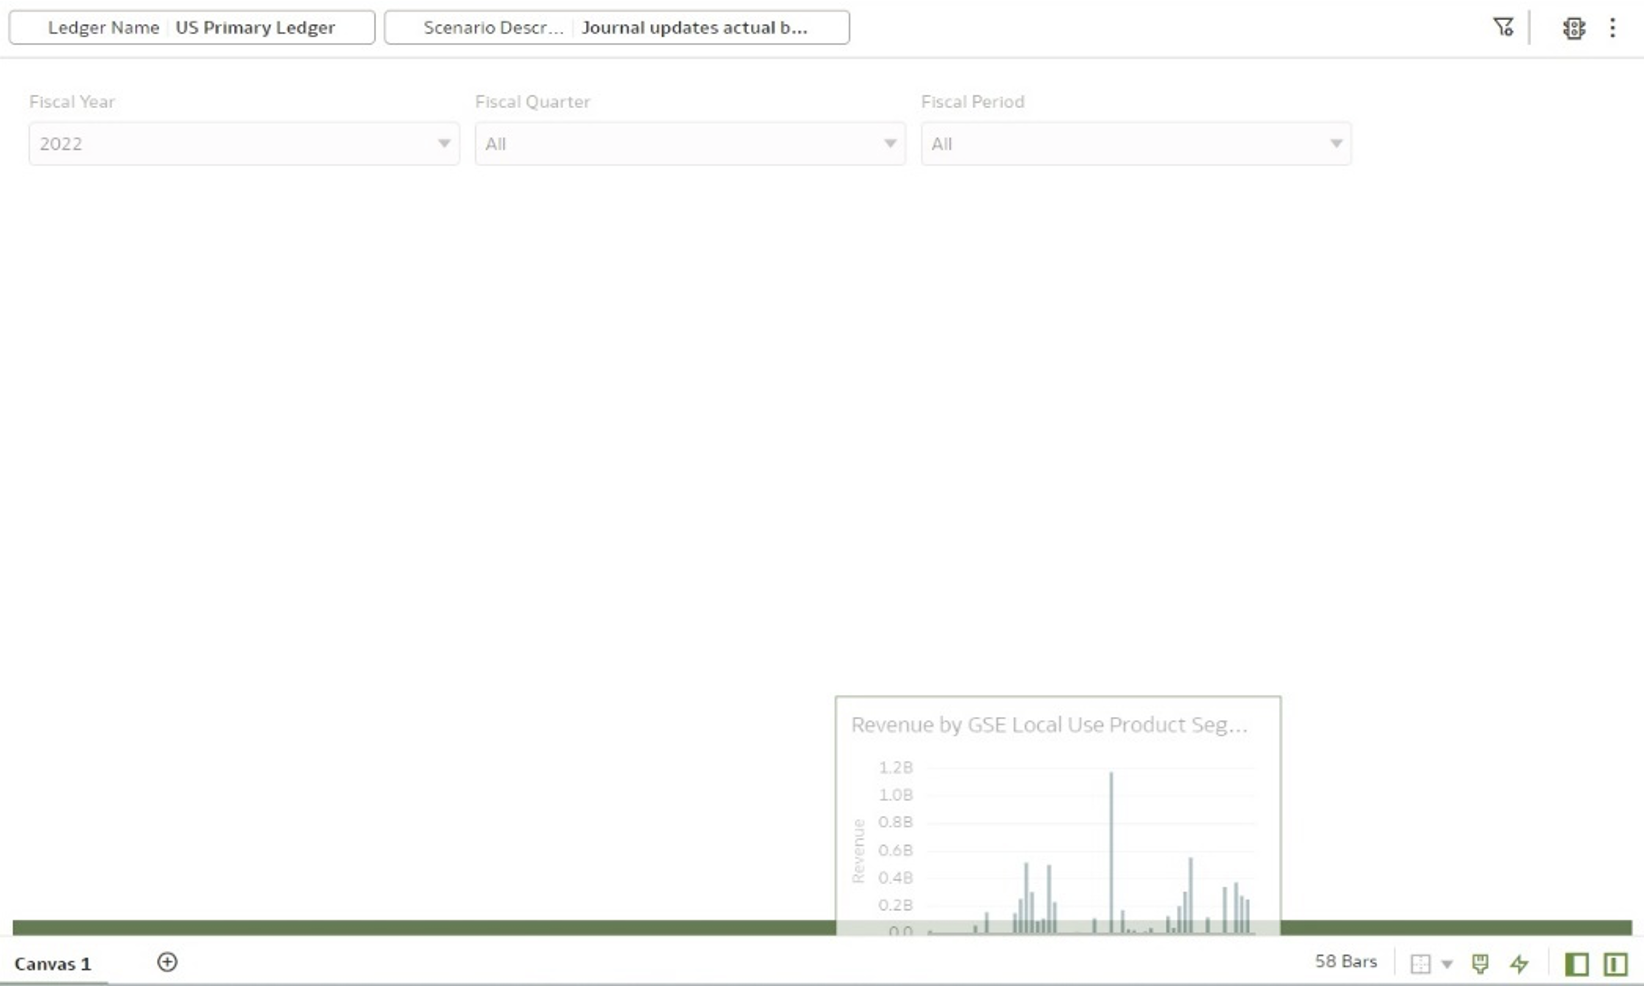 Ledger Name US Primary Ledger Scenario Descr... Journal updates actual b...
Fiscal Year Fiscal Quarter Fiscal Period
2022 All All
Revenue by GSE Local Use Product Seg...
1.2B
1.0B
0.8B
0.6B
0.4B
0.2B
0.0
Revenue
Canvas 1 58 Bars